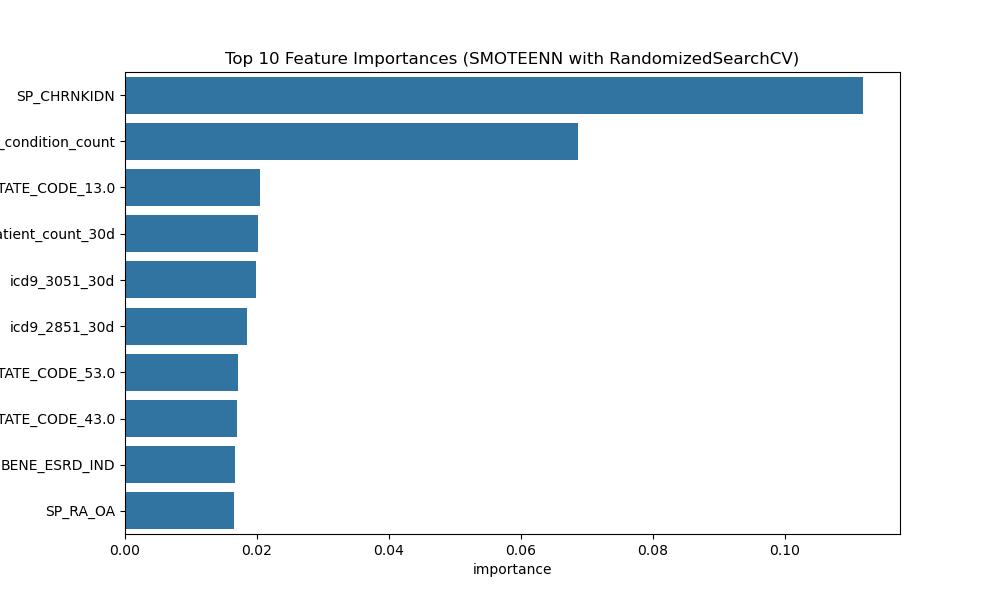 Top 10 Feature Importances (SMOTEENN with RandomizedSearchCV)
SP_CHRNKIDN
_condition_count
TATE_CODE_13.0
atient_count_30d
icd9_3051_30d
icd9_2851_30d
TATE_CODE_53.0
TATE_CODE_43.0
BENE_ESRD_IND
SP_RA_OA
0.00 0.02 0.04 0.06 0.08 0.10
importance